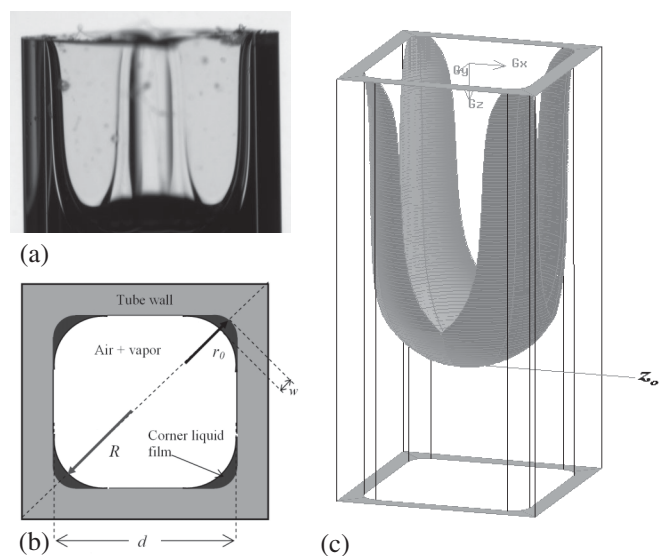 (a)
Tube wall
Air + vapor
r0
w
R
Corner liquid
film
(b)
d
Gx
Gy
Gz
zo
(c)